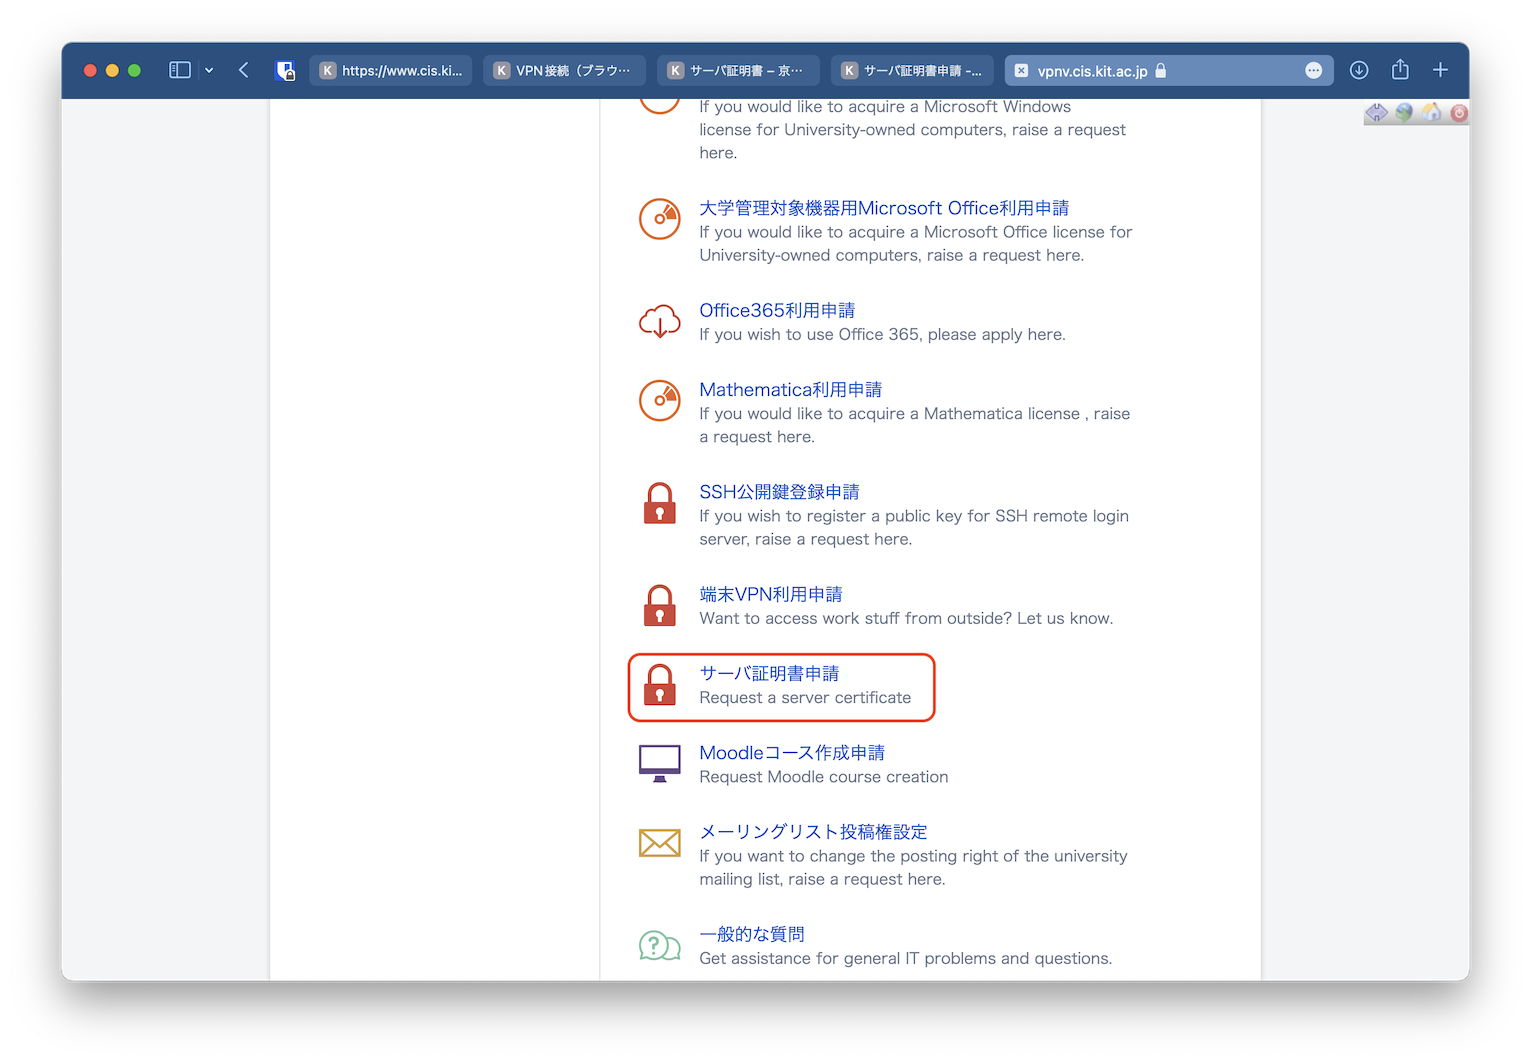 K https://www.cis.ki...
K VPN接続（ブラウ...
K サーバ証明書 – 京...
K サーバ証明書申請 -...
vpnv.cis.kit.ac.jp
If you would like to acquire a Microsoft Windows
license for University-owned computers, raise a request
here.
大学管理対象機器用Microsoft Office利用申請
If you would like to acquire a Microsoft Office license for
University-owned computers, raise a request here.
Office365利用申請
If you wish to use Office 365, please apply here.
Mathematica利用申請
If you would like to acquire a Mathematica license , raise
a request here.
SSH公開鍵登録申請
If you wish to register a public key for SSH remote login
server, raise a request here.
端末VPN利用申請
Want to access work stuff from outside? Let us know.
サーバ証明書申請
Request a server certificate
Moodleコース作成申請
Request Moodle course creation
メーリングリスト投稿権設定
If you want to change the posting right of the university
mailing list, raise a request here.
一般的な質問
Get assistance for general IT problems and questions.